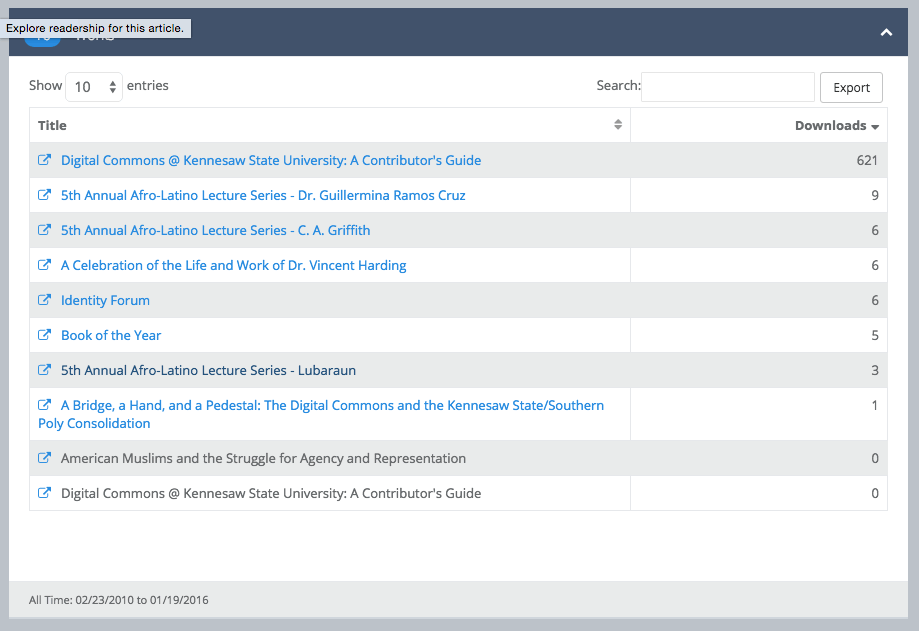 Explore readership for this article.
Show 10 entries
Search:
Export
Title
Downloads
Digital Commons @ Kennesaw State University: A Contributor's Guide 621
5th Annual Afro-Latino Lecture Series - Dr. Guillermina Ramos Cruz 9
5th Annual Afro-Latino Lecture Series - C. A. Griffith 6
A Celebration of the Life and Work of Dr. Vincent Harding 6
Identity Forum 6
Book of the Year 5
5th Annual Afro-Latino Lecture Series - Lubaraun 3
A Bridge, a Hand, and a Pedestal: The Digital Commons and the Kennesaw State/Southern 1
Poly Consolidation
American Muslims and the Struggle for Agency and Representation 0
Digital Commons @ Kennesaw State University: A Contributor's Guide 0
All Time: 02/23/2010 to 01/19/2016